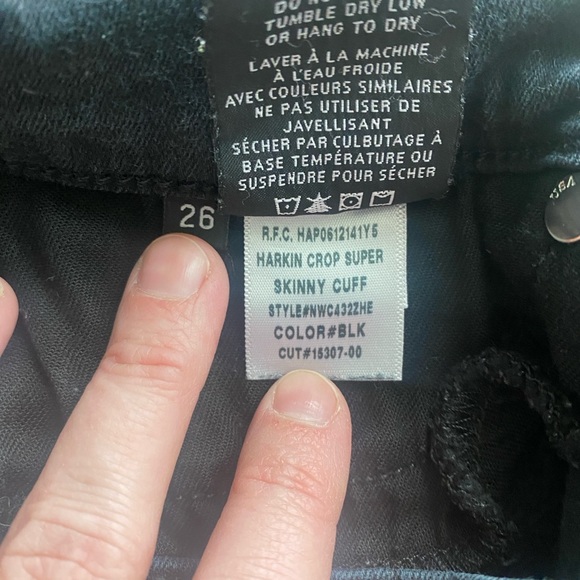 TUMBLE DRY LOW
OR HANG TO DRY
LAVER À LA MACHINE
À L'EAU FROIDE
AVEC COULEURS SIMILAIRES
NE PAS UTILISER DE
JAVELLISANT
SÉCHER PAR CULBUTAGE À
BASE TEMPÉRATURE OU
SUSPENDRE POUR SÉCHER
26
R.F.C. HAP0612141Y5
HARKIN CROP SUPER
SKINNY CUFF
STYLE#NWC432ZHE
COLOR#BLK
CUT#15307-00
USA